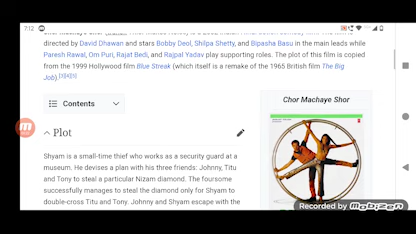 7:12
directed by David Dhawan and stars Bobby Deol, Shilpa Shetty, and Bipasha Basu in the main leads while
Paresh Rawal, Om Puri, Rajat Bedi, and Rajpal Yadav play supporting roles. The plot of this film is copied
from the 1999 Hollywood film Blue Streak (which itself is a remake of the 1965 British film The Big
Job).
Contents
Plot
Shyam is a small-time thief who works as a security guard at a
museum. He devises a plan with his three friends: Johnny, Titu
and Tony to steal a particular Nizam diamond. The foursome
successfully manages to steal the diamond only for Shyam to
double-cross Titu and Tony. Johnny and Shyam escape with the
Chor Machaye Shor
Recorded by
Mobizen